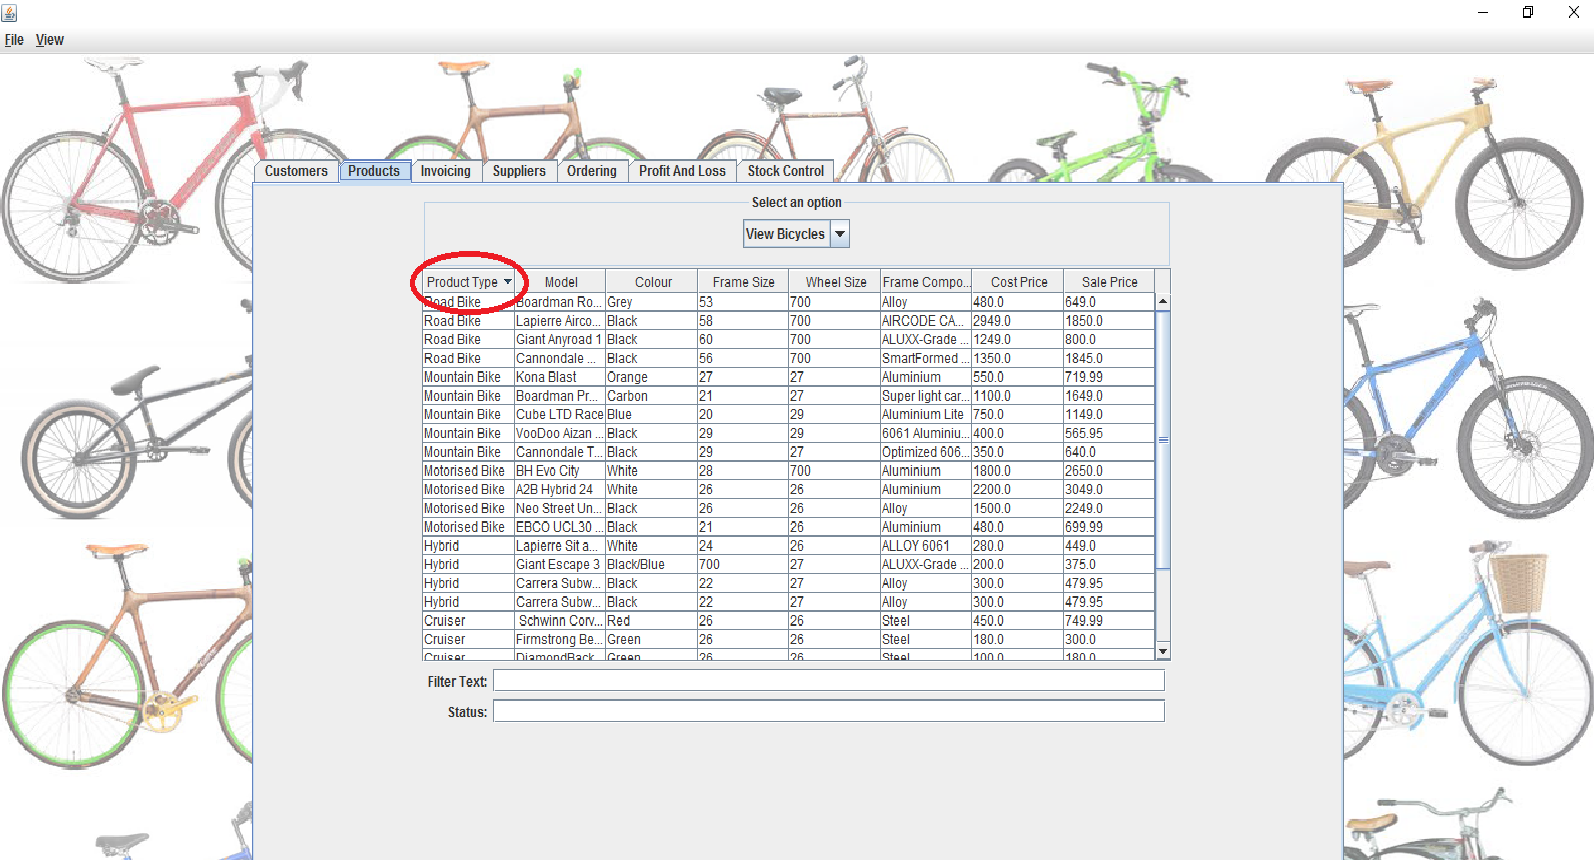 File View
Customers Products Invoicing Suppliers Ordering Profit And Loss Stock Control
Select an option
View Bicycles
Product Type Model Colour Frame Size Wheel Size Frame Compo... Cost Price Sale Price
Road Bike Boardman Ro... Grey 53 700 Alloy 480.0 649.0
Road Bike Lapierre Airco... Black 58 700 AIRCODE CA... 2949.0 1850.0
Road Bike Giant Anyroad 1 Black 60 700 ALUXX-Grade ... 1249.0 800.0
Road Bike Cannondale ... Black 56 700 SmartFormed ... 1350.0 1845.0
Mountain Bike Kona Blast Orange 27 27 Aluminium 550.0 719.99
Mountain Bike Boardman Pr... Carbon 21 27 Super light car... 1100.0 1649.0
Mountain Bike Cube LTD Race Blue 20 29 Aluminium Lite 750.0 1149.0
Mountain Bike VooDoo Aizan ... Black 29 29 6061 Aluminiu... 400.0 565.95
Mountain Bike Cannondale T... Black 29 27 Optimized 606... 350.0 640.0
Motorised Bike BH Evo City White 28 700 Aluminium 1800.0 2650.0
Motorised Bike A2B Hybrid 24 White 26 26 Aluminium 2200.0 3049.0
Motorised Bike Neo Street Un... Black 26 26 Alloy 1500.0 2249.0
Motorised Bike EBCO UCL30 ... Black 21 26 Aluminium 480.0 699.99
Hybrid Lapierre Sit a... White 24 26 ALLOY 6061 280.0 449.0
Hybrid Giant Escape 3 Black/Blue 700 27 ALUXX-Grade ... 200.0 375.0
Hybrid Carrera Subw... Black 22 27 Alloy 300.0 479.95
Hybrid Carrera Subw... Black 22 27 Alloy 300.0 479.95
Cruiser Schwinn Corv... Red 26 26 Steel 450.0 749.99
Cruiser Firmstrong Be... Green 26 26 Steel 180.0 300.0
Cruiser DiamondBack Green 26 26 Steel 100.0 180.0
Filter Text:
Status: